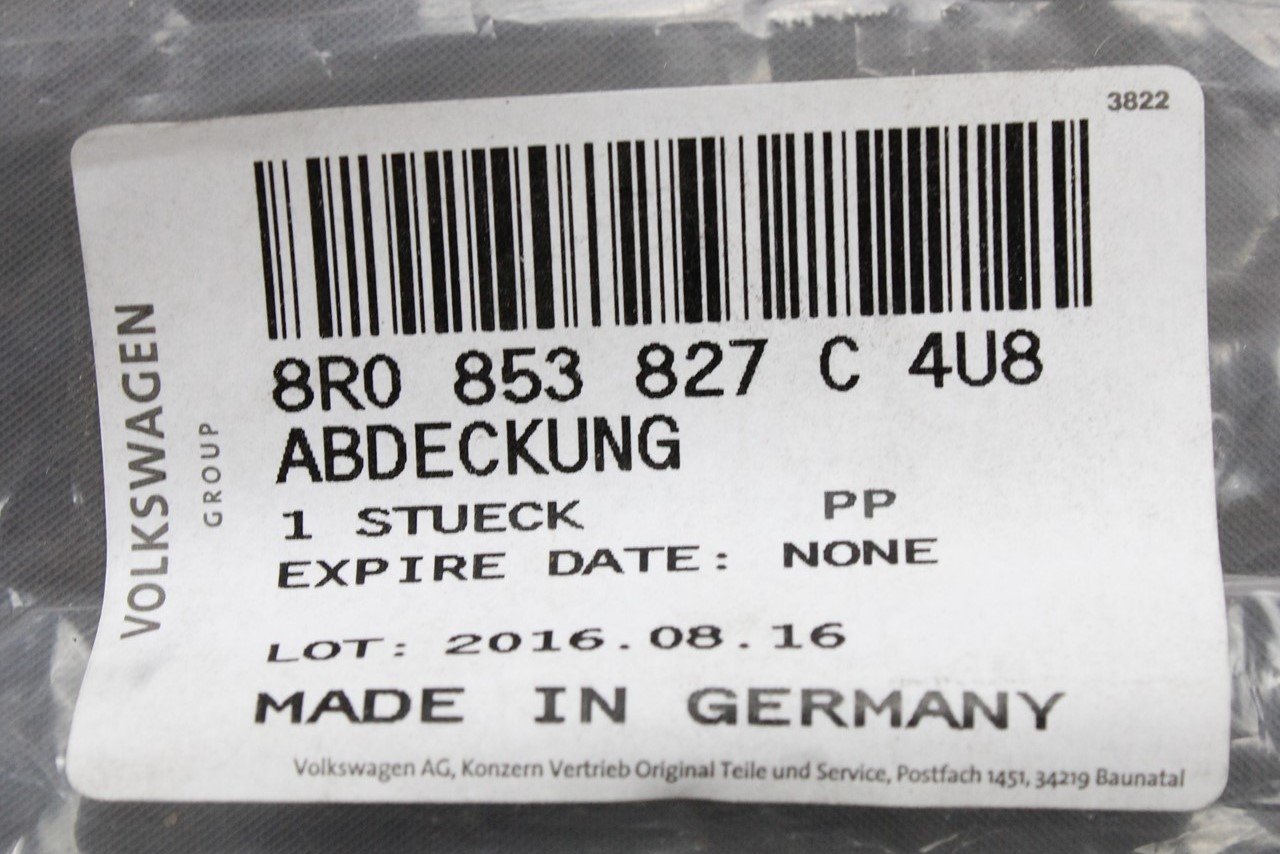 3822
VOLKSWAGEN
GROUP
8R0 853 827 C 4U8
ABDECKUNG
1 STUECK PP
EXPIRE DATE: NONE
LOT: 2016.08.16
MADE IN GERMANY
Volkswagen AG, Konzern Vertrieb Original Teile und Service, Postfach 1451, 34219 Baunatal